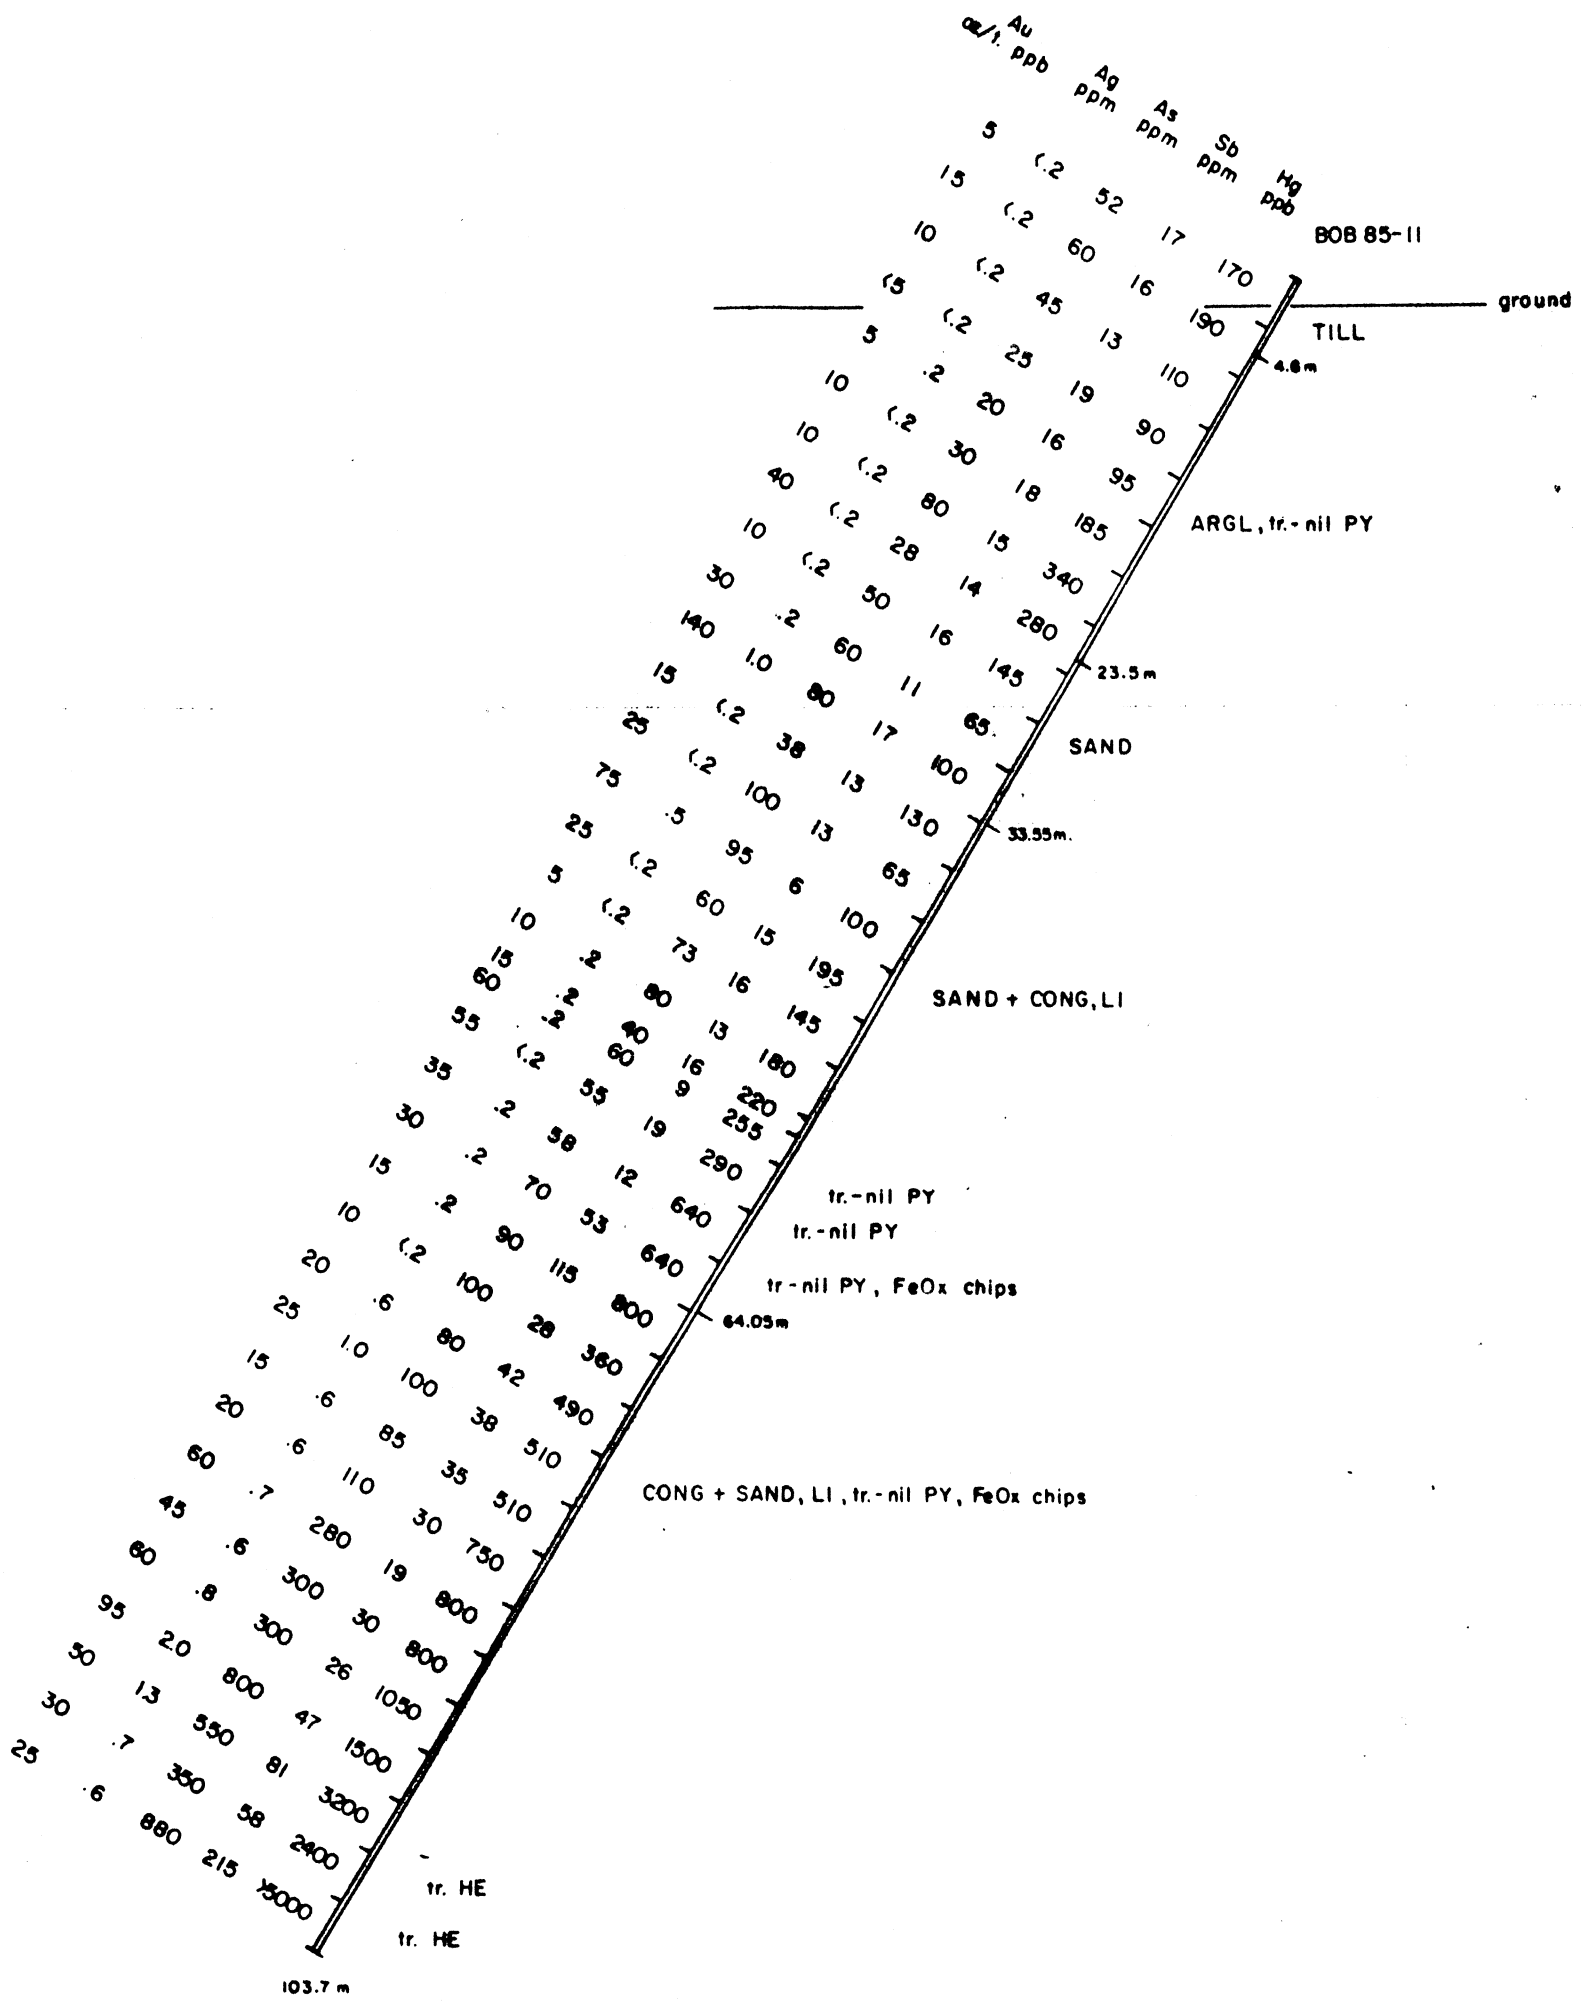 Au Ag As Sb Hg
oz/t. ppb ppm ppm ppm ppb
BOB 85-11
ground
TILL
4.6m
ARGL, tr.-nil PY
23.5m
SAND
33.55m.
SAND + CONG, LI
tr.-nil PY
tr.-nil PY
tr-nil PY, FeOx chips
64.05m
CONG + SAND, LI, tr.-nil PY, FeOx chips
tr. HE
tr. HE
103.7 m
5 <.2 52 17 170
15 <.2 60 16 190
10 <.2 45 13 110
<5 <.2 25 19 90
5 .2 20 16 95
10 <.2 30 18 185
10 <.2 80 15 340
40 <.2 28 14 280
10 <.2 50 16 145
30 .2 60 11 65
140 1.0 80 17 100
15 <.2 38 13 130
25 <.2 100 13 65
75 .5 95 6 100
25 <.2 60 15 195
5 <.2 73 16 145
10 .2 80 13 180
15 .2 40 16 220
60 .2 60 9 255
55 <.2 55 19 290
35 .2 58 12 640
30 .2 70 53 640
15 .2 90 115 800
10 <.2 100 28 360
20 .6 80 42 490
25 1.0 100 38 510
15 .6 85 35 510
20 .6 110 30 750
60 .7 280 19 800
45 .6 300 30 800
60 .8 300 26 1050
95 2.0 800 47 1500
50 1.3 550 81 3200
30 .7 350 58 2400
25 .6 880 215 >5000